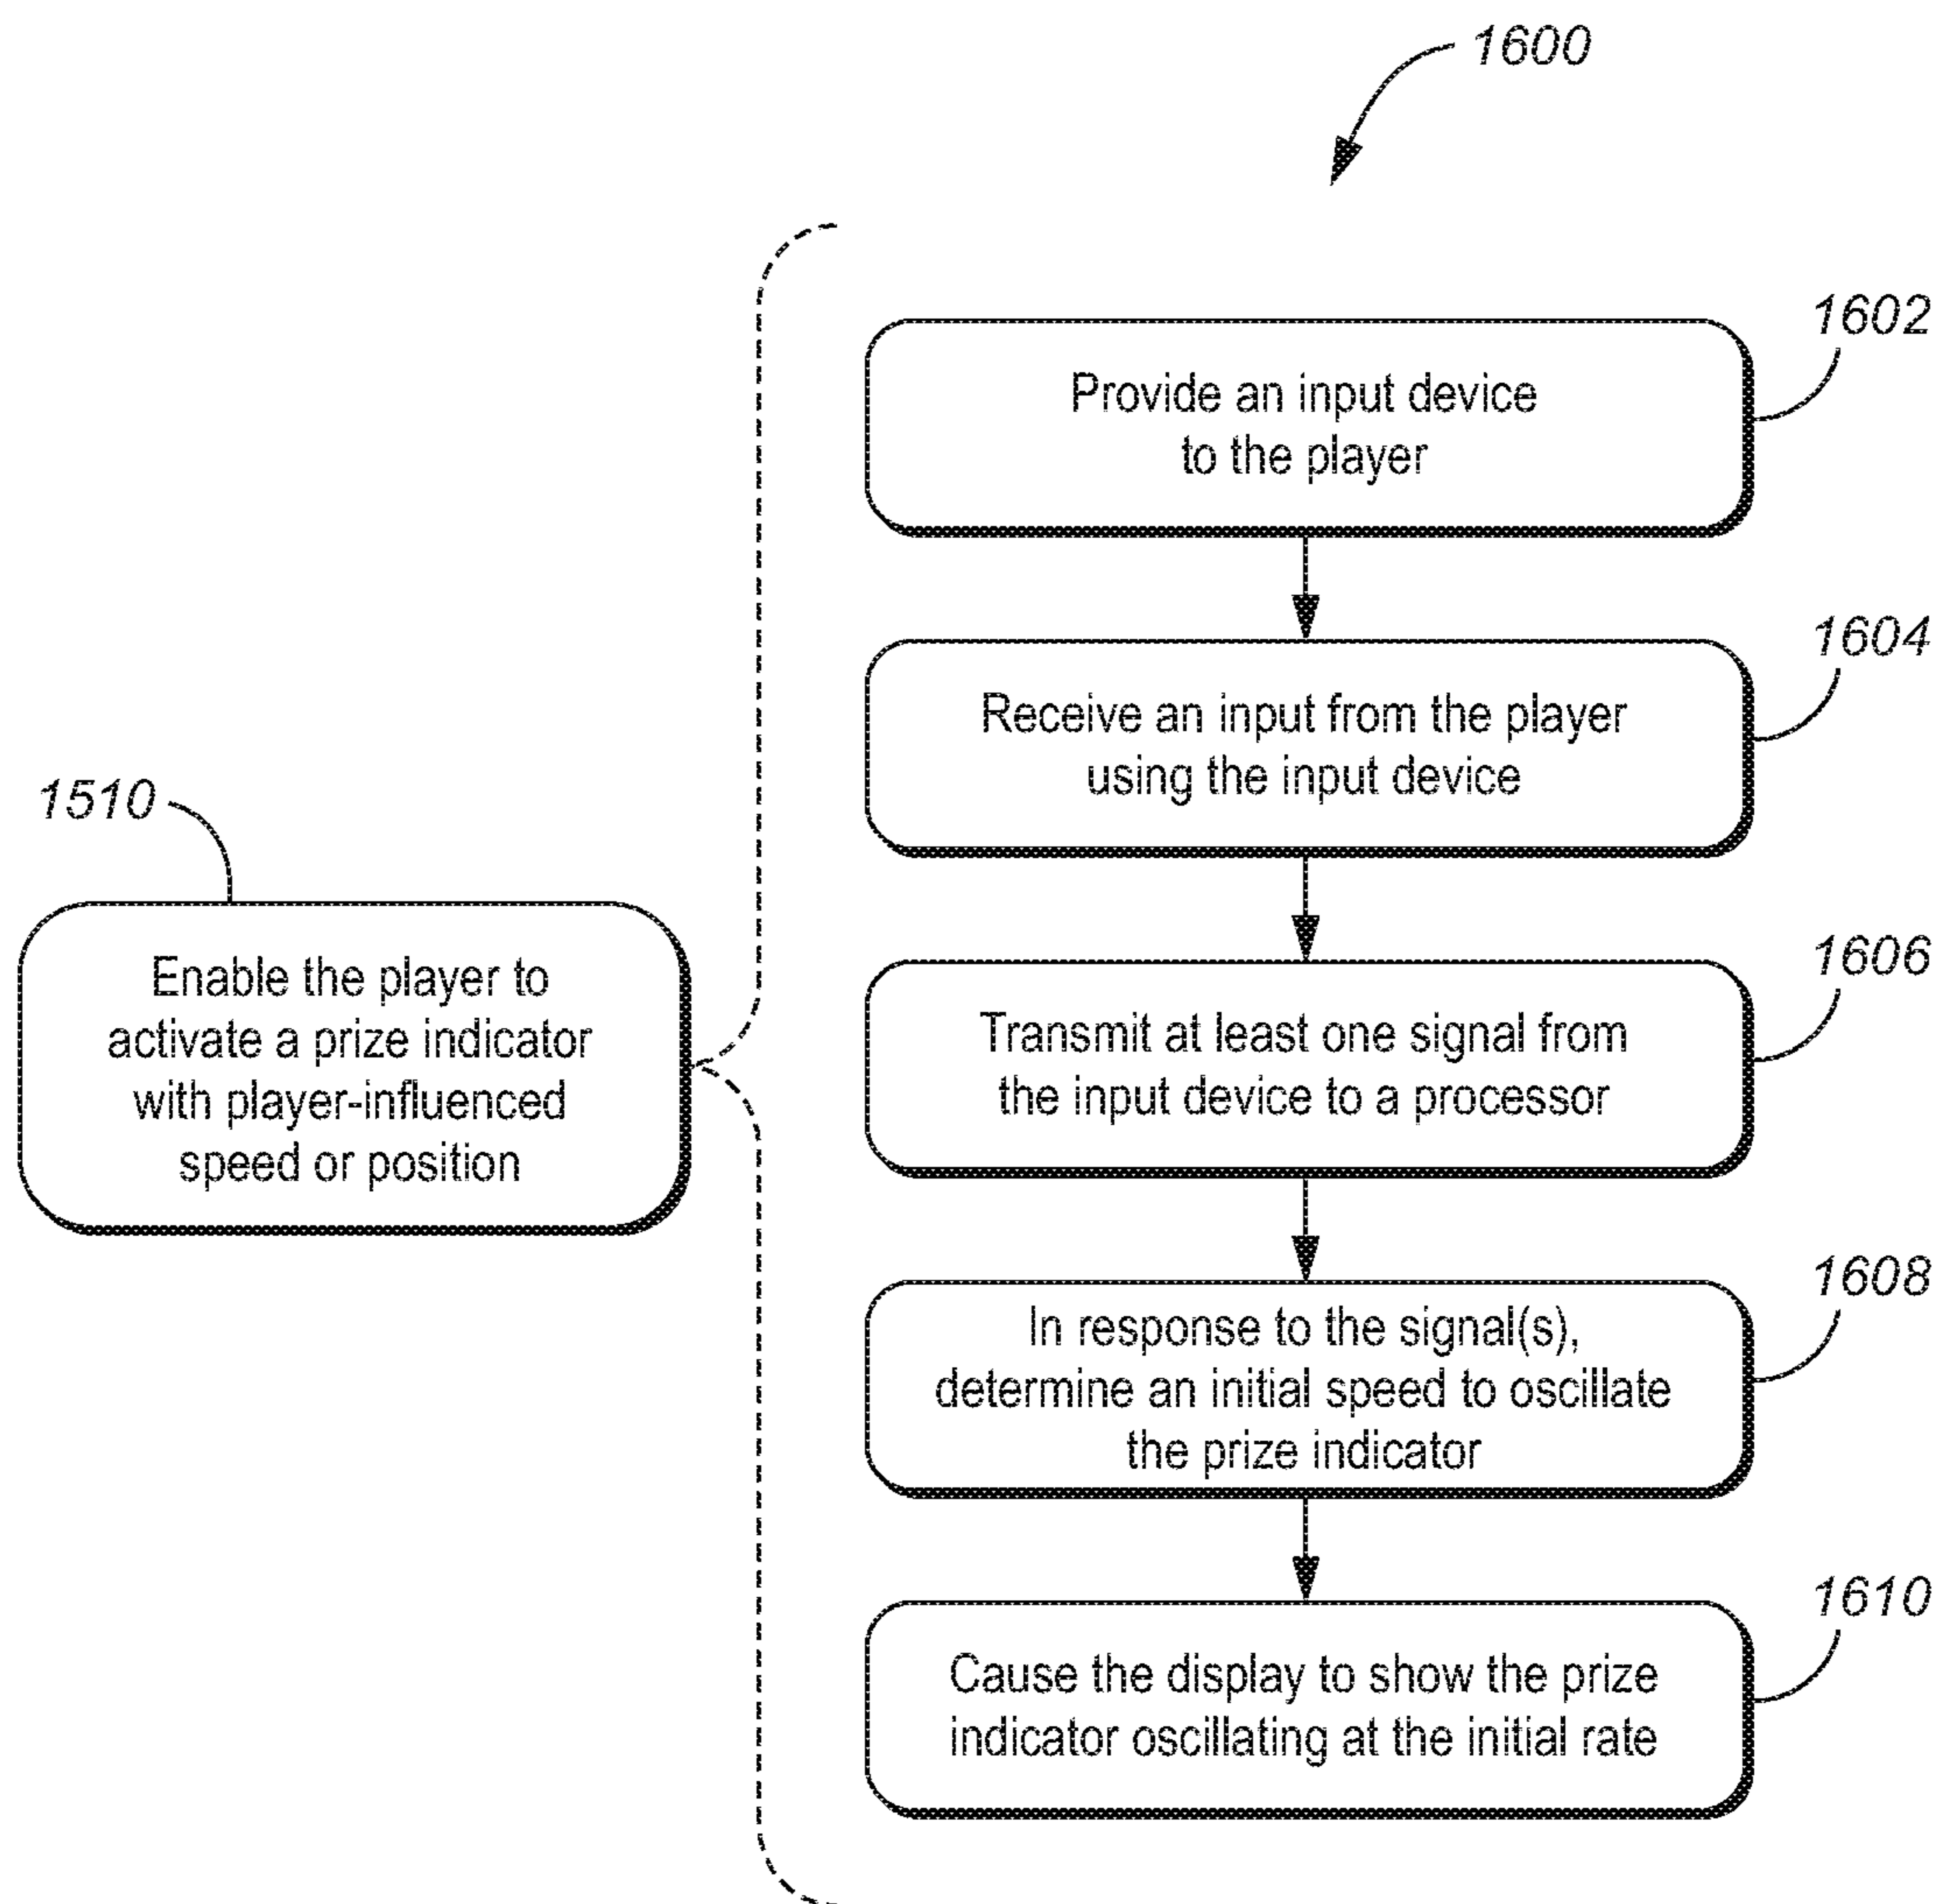 1600
1510
Enable the player to
activate a prize indicator
with player-influenced
speed or position
1602
Provide an input device
to the player
1604
Receive an input from the player
using the input device
1606
Transmit at least one signal from
the input device to a processor
1608
In response to the signal(s),
determine an initial speed to oscillate
the prize indicator
1610
Cause the display to show the prize
indicator oscillating at the initial rate